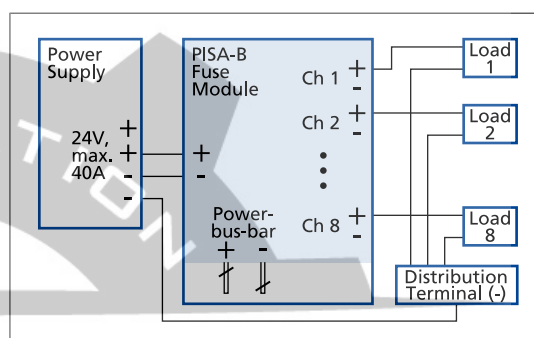 Power
Supply
24V,
max.
40A
+
+
-
-
PISA-B
Fuse
Module
+
-
Ch 1 +
-
Ch 2 +
-
Ch 8 +
-
Power-
bus-bar
+ -
Load
1
Load
2
Load
8
Distribution
Terminal (-)
TION